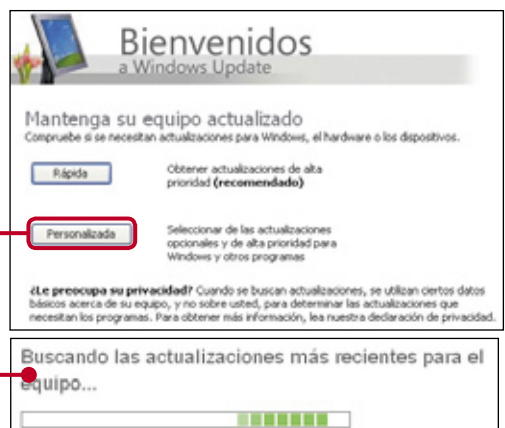 Bienvenidos
a Windows Update
Mantenga su equipo actualizado
Compruebe si se necesitan actualizaciones para Windows, el hardware o los dispositivos.
Rápida
Obtener actualizaciones de alta
prioridad (recomendado)
Personalizada
Seleccionar de las actualizaciones
opcionales y de alta prioridad para
Windows y otros programas
¿Le preocupa su privacidad? Cuando se buscan actualizaciones, se utilizan ciertos datos
básicos acerca de su equipo, y no sobre usted, para determinar las actualizaciones que
necesitan los programas. Para obtener más información, lea nuestra declaración de privacidad.
Buscando las actualizaciones más recientes para el
equipo...